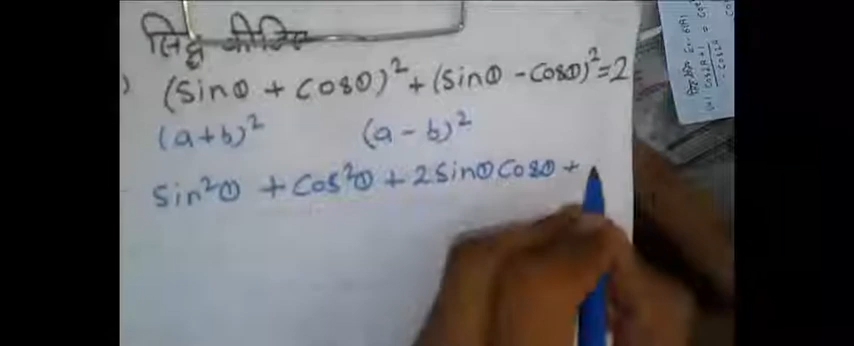 सिद्ध कीजिए
) (sinθ + cosθ)² + (sinθ - cosθ)² = 2
(a+b)² (a-b)²
sin²θ + cos²θ + 2sinθ cosθ +